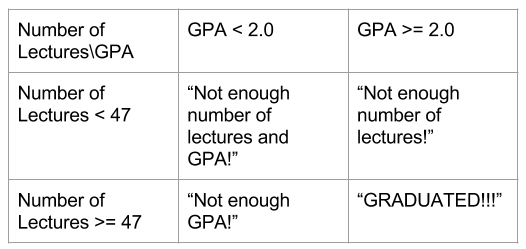 Number of
Lectures\GPA
GPA < 2.0
GPA >= 2.0
Number of
Lectures < 47
“Not enough
number of
lectures and
GPA!”
“Not enough
number of
lectures!”
Number of
Lectures >= 47
“Not enough
GPA!”
“GRADUATED!!!”